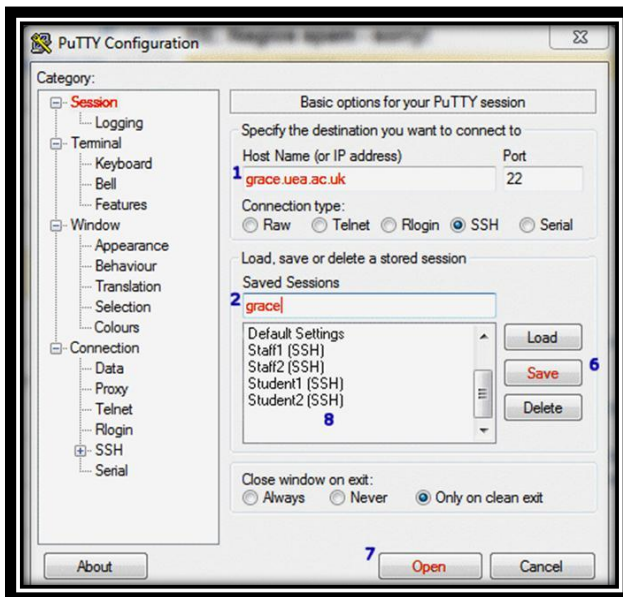 PuTTY Configuration
Category:
Session
Logging
Terminal
Keyboard
Bell
Features
Window
Appearance
Behaviour
Translation
Selection
Colours
Connection
Data
Proxy
Telnet
Rlogin
SSH
Serial
Basic options for your PuTTY session
Specify the destination you want to connect to
Host Name (or IP address) Port
1 grace.uea.ac.uk 22
Connection type:
Raw Telnet Rlogin SSH Serial
Load, save or delete a stored session
Saved Sessions
2 grace
Default Settings
Staff1 (SSH)
Staff2 (SSH)
Student1 (SSH)
Student2 (SSH)
8
Load
Save 6
Delete
Close window on exit:
Always Never Only on clean exit
About 7 Open Cancel